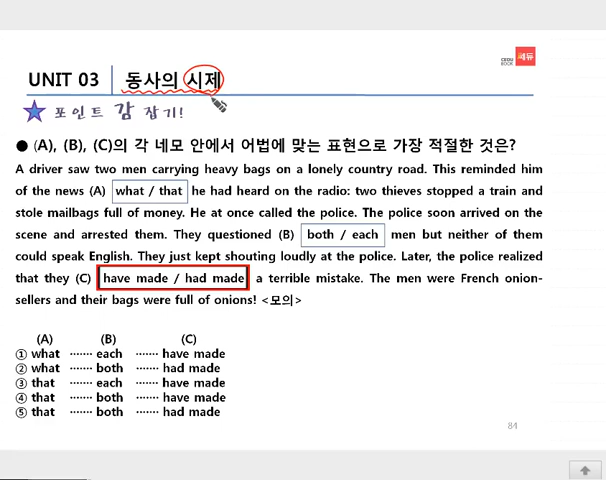 UNIT 03 동사의 시제
CEDU BOOK 쎄듀
포인트 감 잡기!
● (A), (B), (C)의 각 네모 안에서 어법에 맞는 표현으로 가장 적절한 것은?
A driver saw two men carrying heavy bags on a lonely country road. This reminded him
of the news (A) what / that he had heard on the radio: two thieves stopped a train and
stole mailbags full of money. He at once called the police. The police soon arrived on the
scene and arrested them. They questioned (B) both / each men but neither of them
could speak English. They just kept shouting loudly at the police. Later, the police realized
that they (C) have made / had made a terrible mistake. The men were French onion-
sellers and their bags were full of onions! <모의>
(A) (B) (C)
① what ······· each ······· have made
② what ······· both ······· had made
③ that ······· each ······· have made
④ that ······· both ······· have made
⑤ that ······· both ······· had made
84